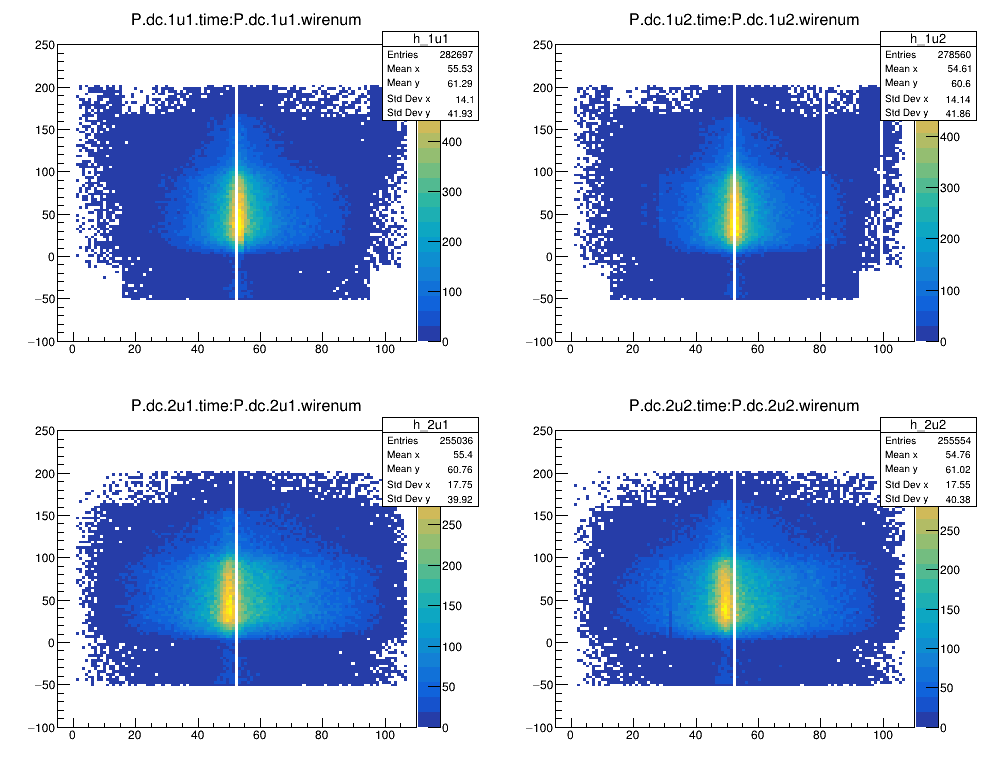 P.dc.1u1.time:P.dc.1u1.wirenum
h_1u1
Entries 282697
Mean x 55.53
Mean y 61.29
Std Dev x 14.1
Std Dev y 41.93
250
200
150
100
50
0
−50
−100
0 20 40 60 80 100
400
300
200
100
0
P.dc.1u2.time:P.dc.1u2.wirenum
h_1u2
Entries 278560
Mean x 54.61
Mean y 60.6
Std Dev x 14.14
Std Dev y 41.86
250
200
150
100
50
0
−50
−100
0 20 40 60 80 100
400
300
200
100
0
P.dc.2u1.time:P.dc.2u1.wirenum
h_2u1
Entries 255036
Mean x 55.4
Mean y 60.76
Std Dev x 17.75
Std Dev y 39.92
250
200
150
100
50
0
−50
−100
0 20 40 60 80 100
250
200
150
100
50
0
P.dc.2u2.time:P.dc.2u2.wirenum
h_2u2
Entries 255554
Mean x 54.76
Mean y 61.02
Std Dev x 17.55
Std Dev y 40.38
250
200
150
100
50
0
−50
−100
0 20 40 60 80 100
250
200
150
100
50
0